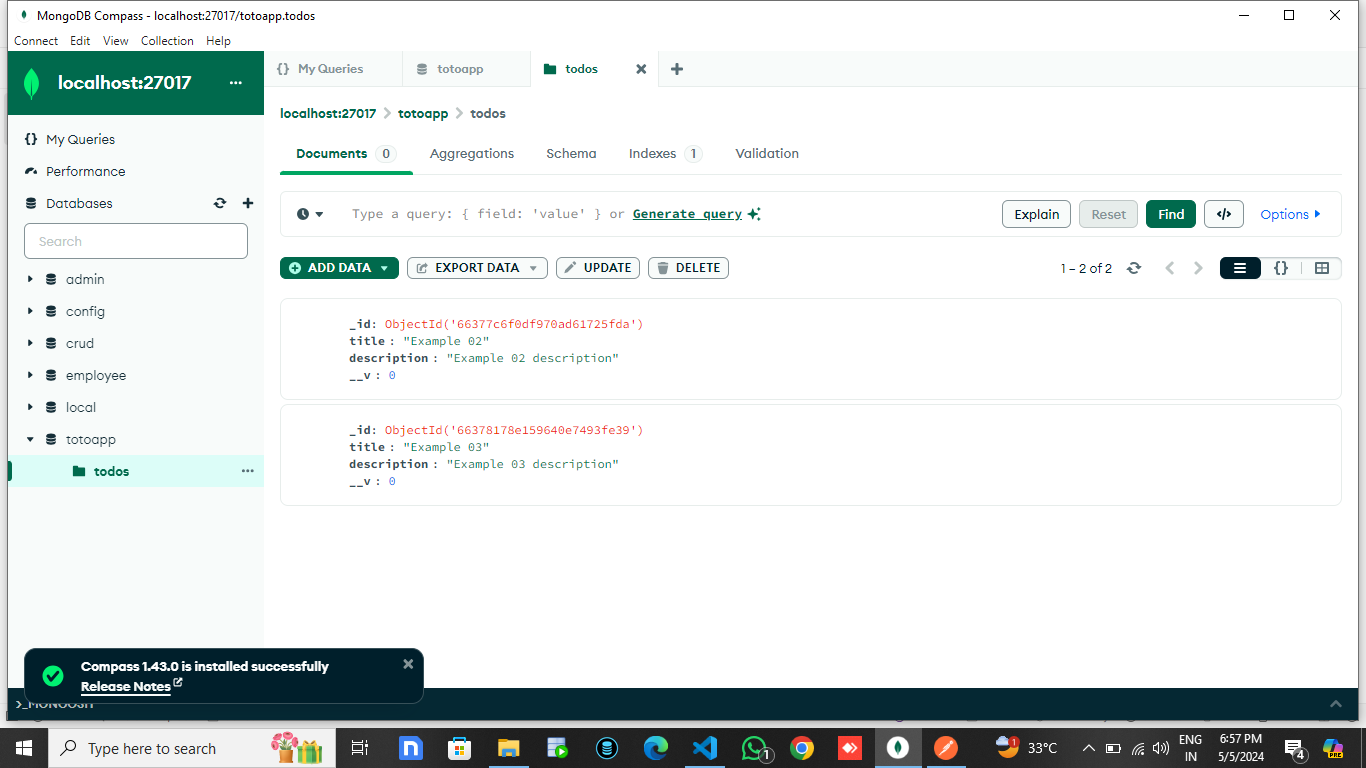 MongoDB Compass - localhost:27017/totoapp.todos
Connect Edit View Collection Help
localhost:27017 ...
{} My Queries
totoapp
todos
localhost:27017 > totoapp > todos
My Queries
Performance
Databases
Search
admin
config
crud
employee
local
totoapp
todos ...
Documents 0
Aggregations
Schema
Indexes 1
Validation
Type a query: { field: 'value' } or Generate query
Explain
Reset
Find
</>
Options
ADD DATA
EXPORT DATA
UPDATE
DELETE
1 – 2 of 2
{}
_id: ObjectId('66377c6f0df970ad61725fda')
title : "Example 02"
description : "Example 02 description"
__v : 0
_id: ObjectId('66378178e159640e7493fe39')
title : "Example 03"
description : "Example 03 description"
__v : 0
Compass 1.43.0 is installed successfully
Release Notes
>_MONGOSH
Type here to search
1
1
33°C
ENG
IN
6:57 PM
5/5/2024
4
PRE